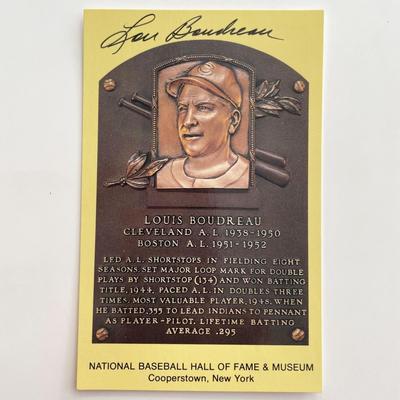 Lou Boudreau
LOUIS BOUDREAU
CLEVELAND A.L. 1938-1950
BOSTON A.L. 1951-1952
LED A.L. SHORTSTOPS IN FIELDING EIGHT
SEASONS. SET MAJOR LOOP MARK FOR DOUBLE
PLAYS BY SHORTSTOP (134) AND WON BATTING
TITLE, 1944. PACED A.L. IN DOUBLES THREE
TIMES. MOST VALUABLE PLAYER, 1948, WHEN
HE BATTED .355 TO LEAD INDIANS TO PENNANT
AS PLAYER-PILOT. LIFETIME BATTING
AVERAGE .295
NATIONAL BASEBALL HALL OF FAME & MUSEUM
Cooperstown, New York